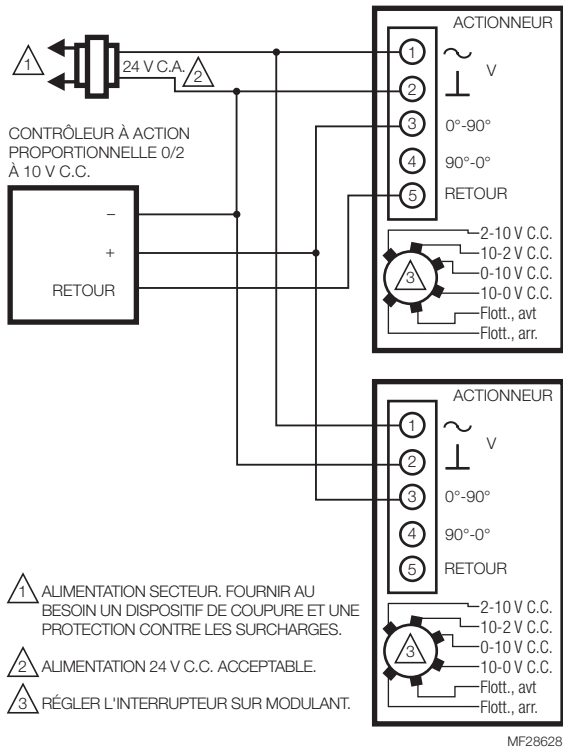 ACTIONNEUR
1
2
3
4
5
V
0°-90°
90°-0°
RETOUR
2-10 V C.C.
10-2 V C.C.
0-10 V C.C.
10-0 V C.C.
Flott., avt
Flott., arr.
3
1
24 V C.A.
2
CONTRÔLEUR À ACTION
PROPORTIONNELLE 0/2
À 10 V C.C.
–
+
RETOUR
ACTIONNEUR
1
2
3
4
5
V
0°-90°
90°-0°
RETOUR
2-10 V C.C.
10-2 V C.C.
0-10 V C.C.
10-0 V C.C.
Flott., avt
Flott., arr.
3
1 ALIMENTATION SECTEUR. FOURNIR AU
BESOIN UN DISPOSITIF DE COUPURE ET UNE
PROTECTION CONTRE LES SURCHARGES.
2 ALIMENTATION 24 V C.C. ACCEPTABLE.
3 RÉGLER L'INTERRUPTEUR SUR MODULANT.
MF28628